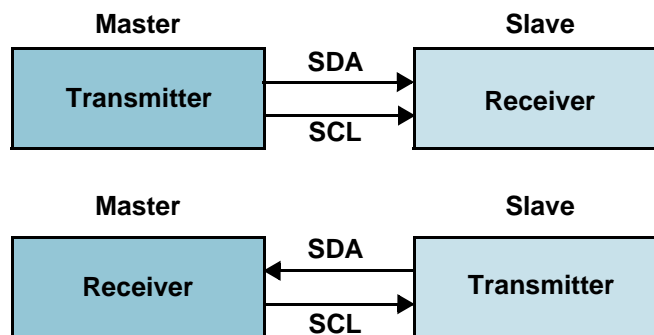 Master
Slave
Transmitter
SDA
SCL
Receiver
Master
Slave
Receiver
SDA
SCL
Transmitter